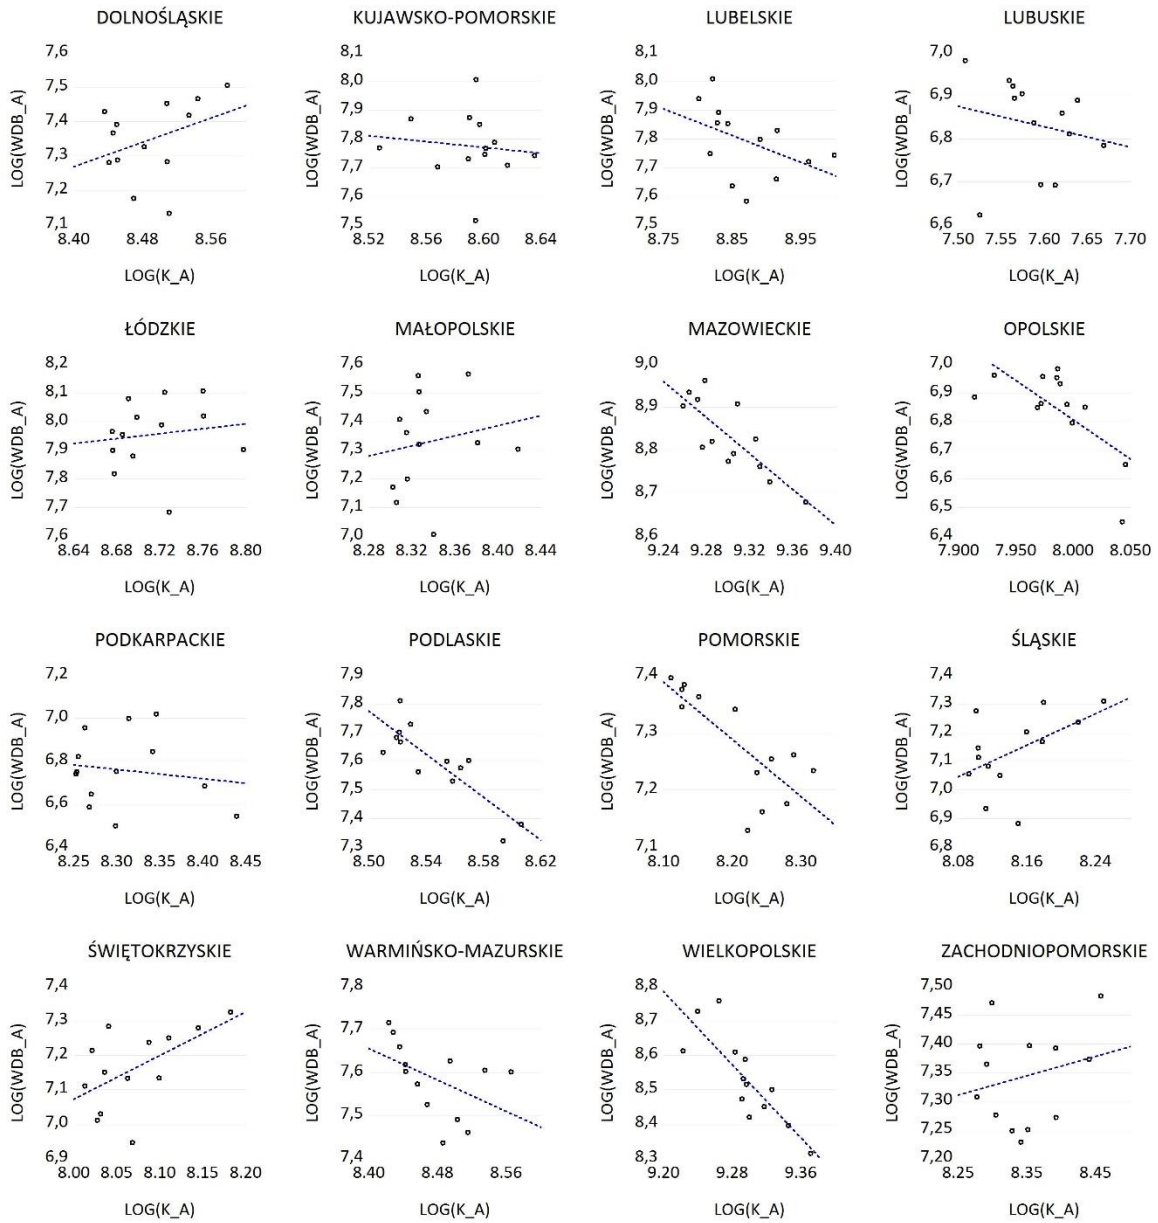 DOLNOŚLĄSKIE
7,6
7,5
7,4
7,3
7,2
7,1
8.40 8.48 8.56
LOG(WDB_A)
LOG(K_A)
KUJAWSKO-POMORSKIE
8,1
8,0
7,9
7,8
7,7
7,6
7,5
8.52 8.56 8.60 8.64
LOG(WDB_A)
LOG(K_A)
LUBELSKIE
8,1
8,0
7,9
7,8
7,7
7,6
7,5
8.75 8.85 8.95
LOG(WDB_A)
LOG(K_A)
LUBUSKIE
7,0
6,9
6,8
6,7
6,6
7.50 7.55 7.60 7.65 7.70
LOG(WDB_A)
LOG(K_A)
ŁÓDZKIE
8,2
8,1
8,0
7,9
7,8
7,7
7,6
8.64 8.68 8.72 8.76 8.80
LOG(WDB_A)
LOG(K_A)
MAŁOPOLSKIE
7,6
7,5
7,4
7,3
7,2
7,1
7,0
8.28 8.32 8.36 8.40 8.44
LOG(WDB_A)
LOG(K_A)
MAZOWIECKIE
9,0
8,9
8,8
8,7
8,6
9.24 9.28 9.32 9.36 9.40
LOG(WDB_A)
LOG(K_A)
OPOLSKIE
7,0
6,9
6,8
6,7
6,6
6,5
6,4
7.900 7.950 8.000 8.050
LOG(WDB_A)
LOG(K_A)
PODKARPACKIE
7,2
7,0
6,8
6,6
6,4
8.25 8.30 8.35 8.40 8.45
LOG(WDB_A)
LOG(K_A)
PODLASKIE
7,9
7,8
7,7
7,6
7,5
7,4
7,3
8.50 8.54 8.58 8.62
LOG(WDB_A)
LOG(K_A)
POMORSKIE
7,4
7,3
7,2
7,1
8.10 8.20 8.30
LOG(WDB_A)
LOG(K_A)
ŚLĄSKIE
7,4
7,3
7,2
7,1
7,0
6,9
6,8
8.08 8.16 8.24
LOG(WDB_A)
LOG(K_A)
ŚWIĘTOKRZYSKIE
7,4
7,3
7,2
7,1
7,0
6,9
8.00 8.05 8.10 8.15 8.20
LOG(WDB_A)
LOG(K_A)
WARMIŃSKO-MAZURSKIE
7,8
7,7
7,6
7,5
7,4
8.40 8.48 8.56
LOG(WDB_A)
LOG(K_A)
WIELKOPOLSKIE
8,8
8,7
8,6
8,5
8,4
8,3
9.20 9.28 9.36
LOG(WDB_A)
LOG(K_A)
ZACHODNIOPOMORSKIE
7,50
7,45
7,40
7,35
7,30
7,25
7,20
8.25 8.35 8.45
LOG(WDB_A)
LOG(K_A)